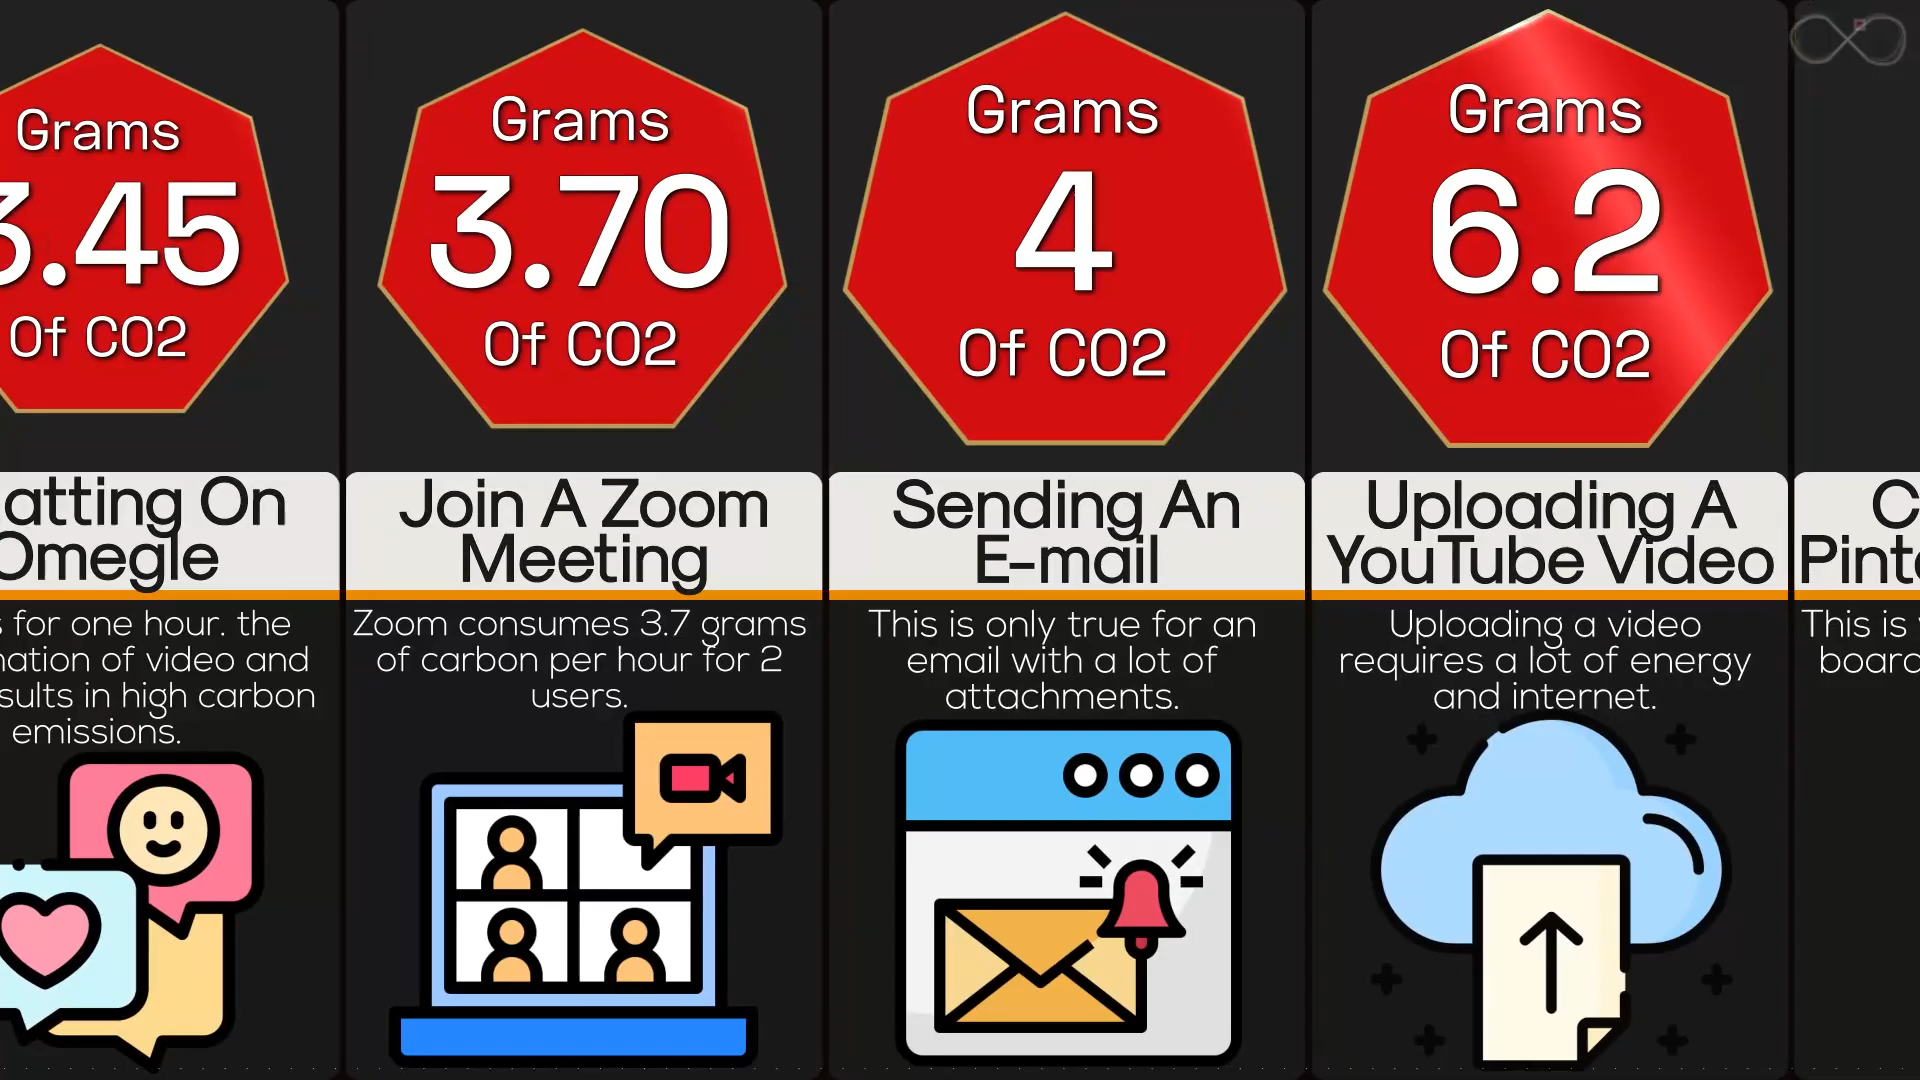 Grams
3.45
Of CO2
atting On
Omegle
for one hour. the
nation of video and
sults in high carbon
emissions.
Grams
3.70
Of CO2
Join A Zoom
Meeting
Zoom consumes 3.7 grams
of carbon per hour for 2
users.
Grams
4
Of CO2
Sending An
E-mail
This is only true for an
email with a lot of
attachments.
Grams
6.2
Of CO2
Uploading A
YouTube Video
Uploading a video
requires a lot of energy
and internet.
C
Pint
This is
board